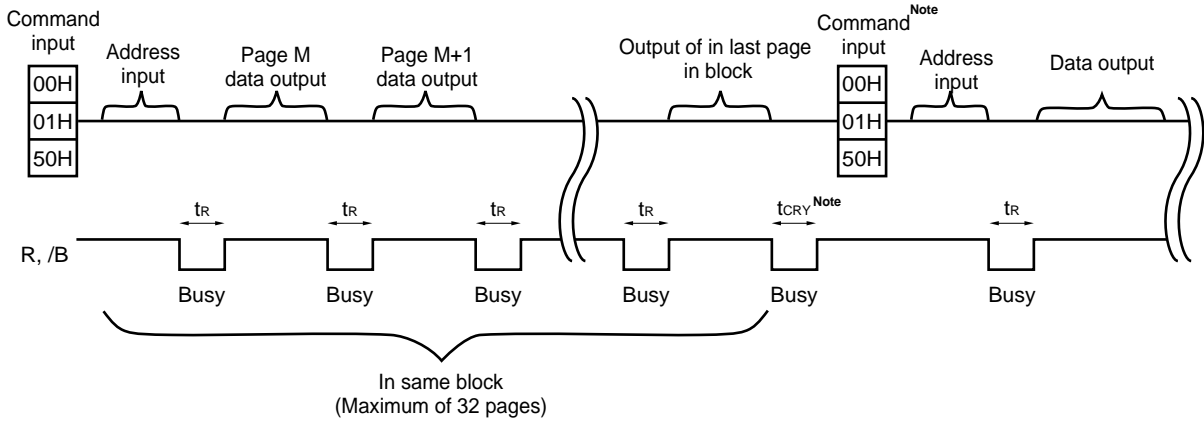 Command
input
Address
input
Page M
data output
Page M+1
data output
Output of in last page
in block
Command Note
input
Address
input
Data output
00H
01H
50H
00H
01H
50H
tR
tR
tR
tR
tCRY Note
tR
R, /B
Busy
Busy
Busy
Busy
Busy
Busy
In same block
(Maximum of 32 pages)